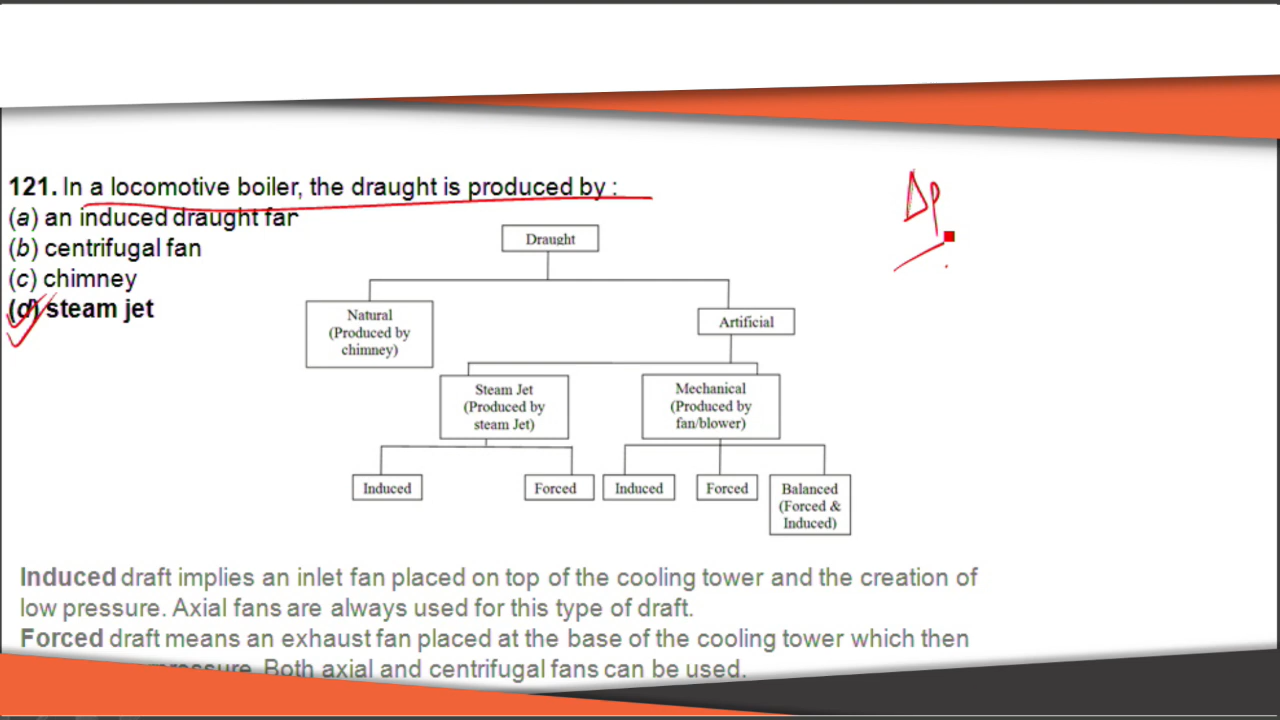 121. In a locomotive boiler, the draught is produced by :
(a) an induced draught fan
(b) centrifugal fan
(c) chimney
(d) steam jet
Δp
Draught
Natural
(Produced by
chimney)
Artificial
Steam Jet
(Produced by
steam Jet)
Mechanical
(Produced by
fan/blower)
Induced
Forced
Induced
Forced
Balanced
(Forced &
Induced)
Induced draft implies an inlet fan placed on top of the cooling tower and the creation of
low pressure. Axial fans are always used for this type of draft.
Forced draft means an exhaust fan placed at the base of the cooling tower which then
pressure. Both axial and centrifugal fans can be used.